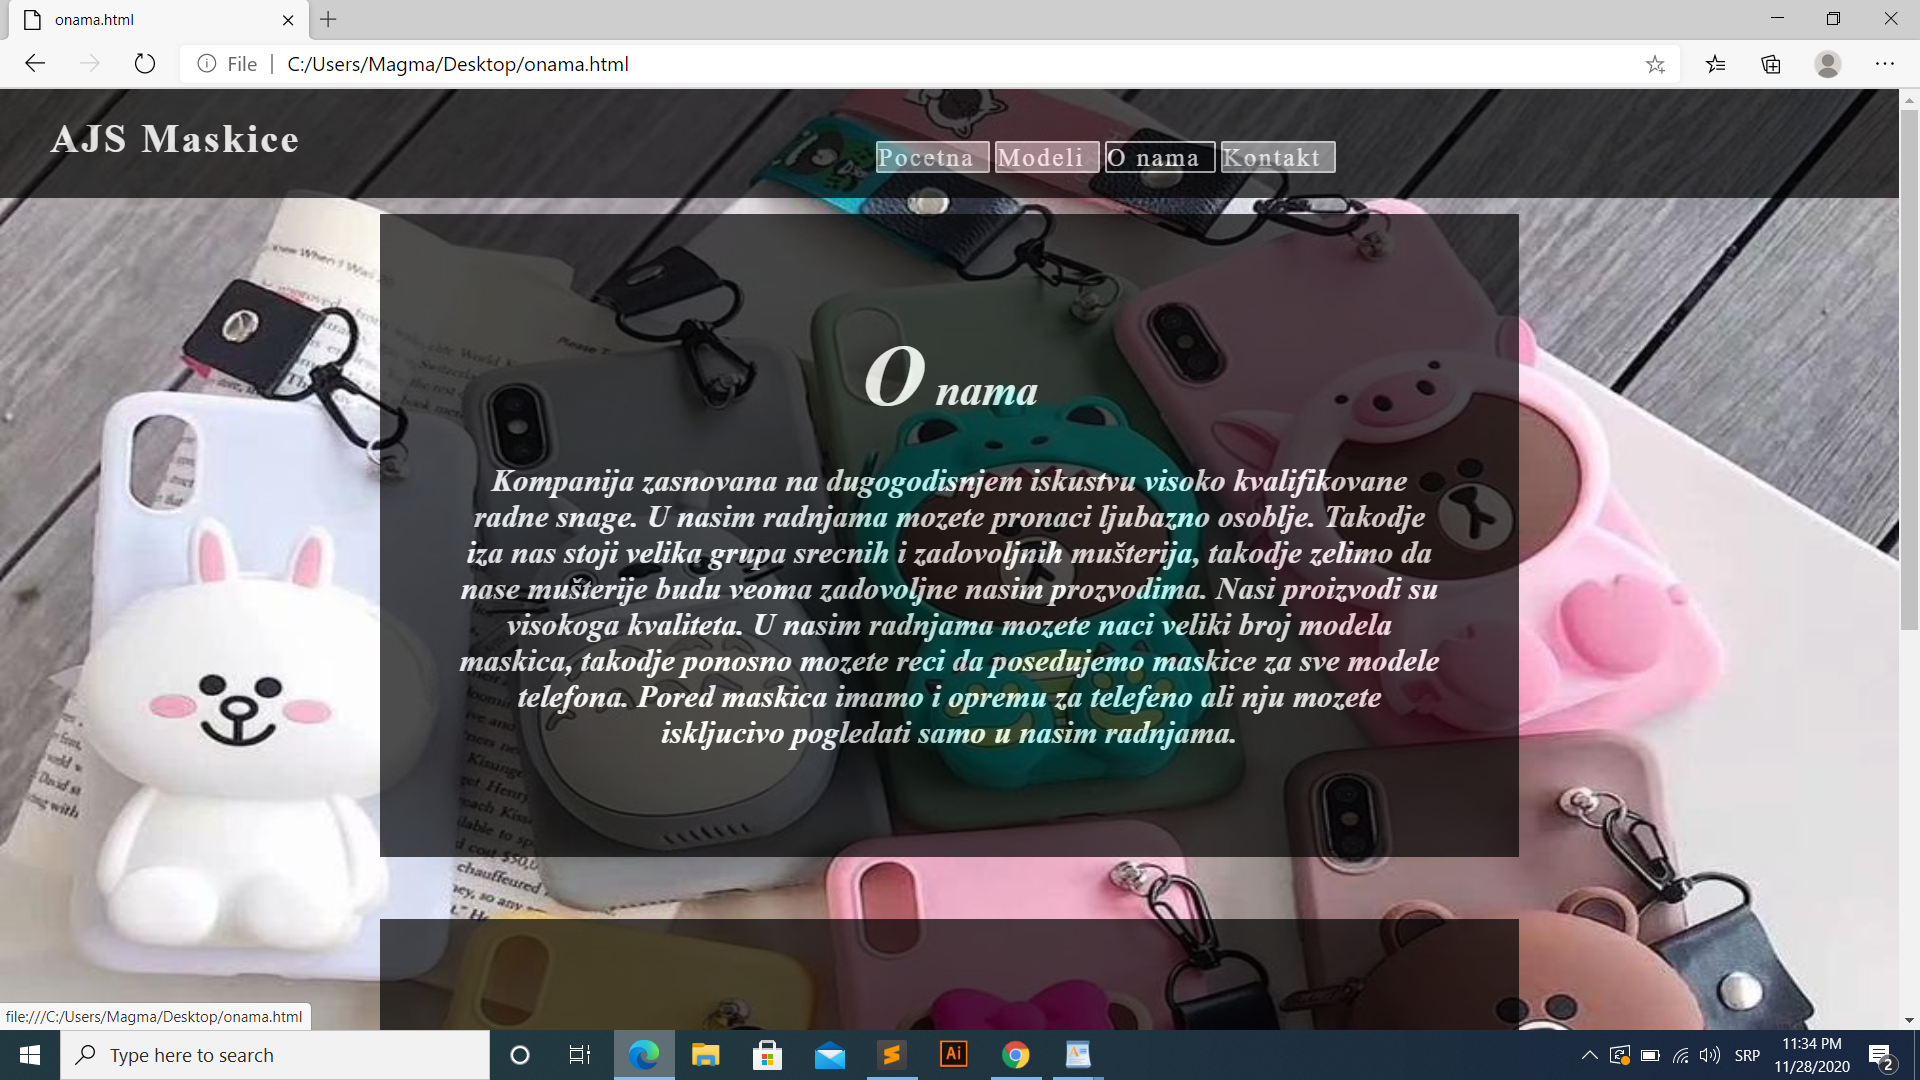 onama.html
File
C:/Users/Magma/Desktop/onama.html
AJS Maskice
Pocetna Modeli O nama Kontakt
O nama
Kompanija zasnovana na dugogodisnjem iskustvu visoko kvalifikovane
radne snage. U nasim radnjama mozete pronaci ljubazno osoblje. Takodje
iza nas stoji velika grupa srecnih i zadovoljnih mušterija, takodje zelimo da
nase mušterije budu veoma zadovoljne nasim prozvodima. Nasi proizvodi su
visokoga kvaliteta. U nasim radnjama mozete naci veliki broj modela
maskica, takodje ponosno mozete reci da posedujemo maskice za sve modele
telefona. Pored maskica imamo i opremu za telefeno ali nju mozete
iskljucivo pogledati samo u nasim radnjama.
file:///C:/Users/Magma/Desktop/onama.html
Type here to search
Ai
SRP
11:34 PM
11/28/2020
2